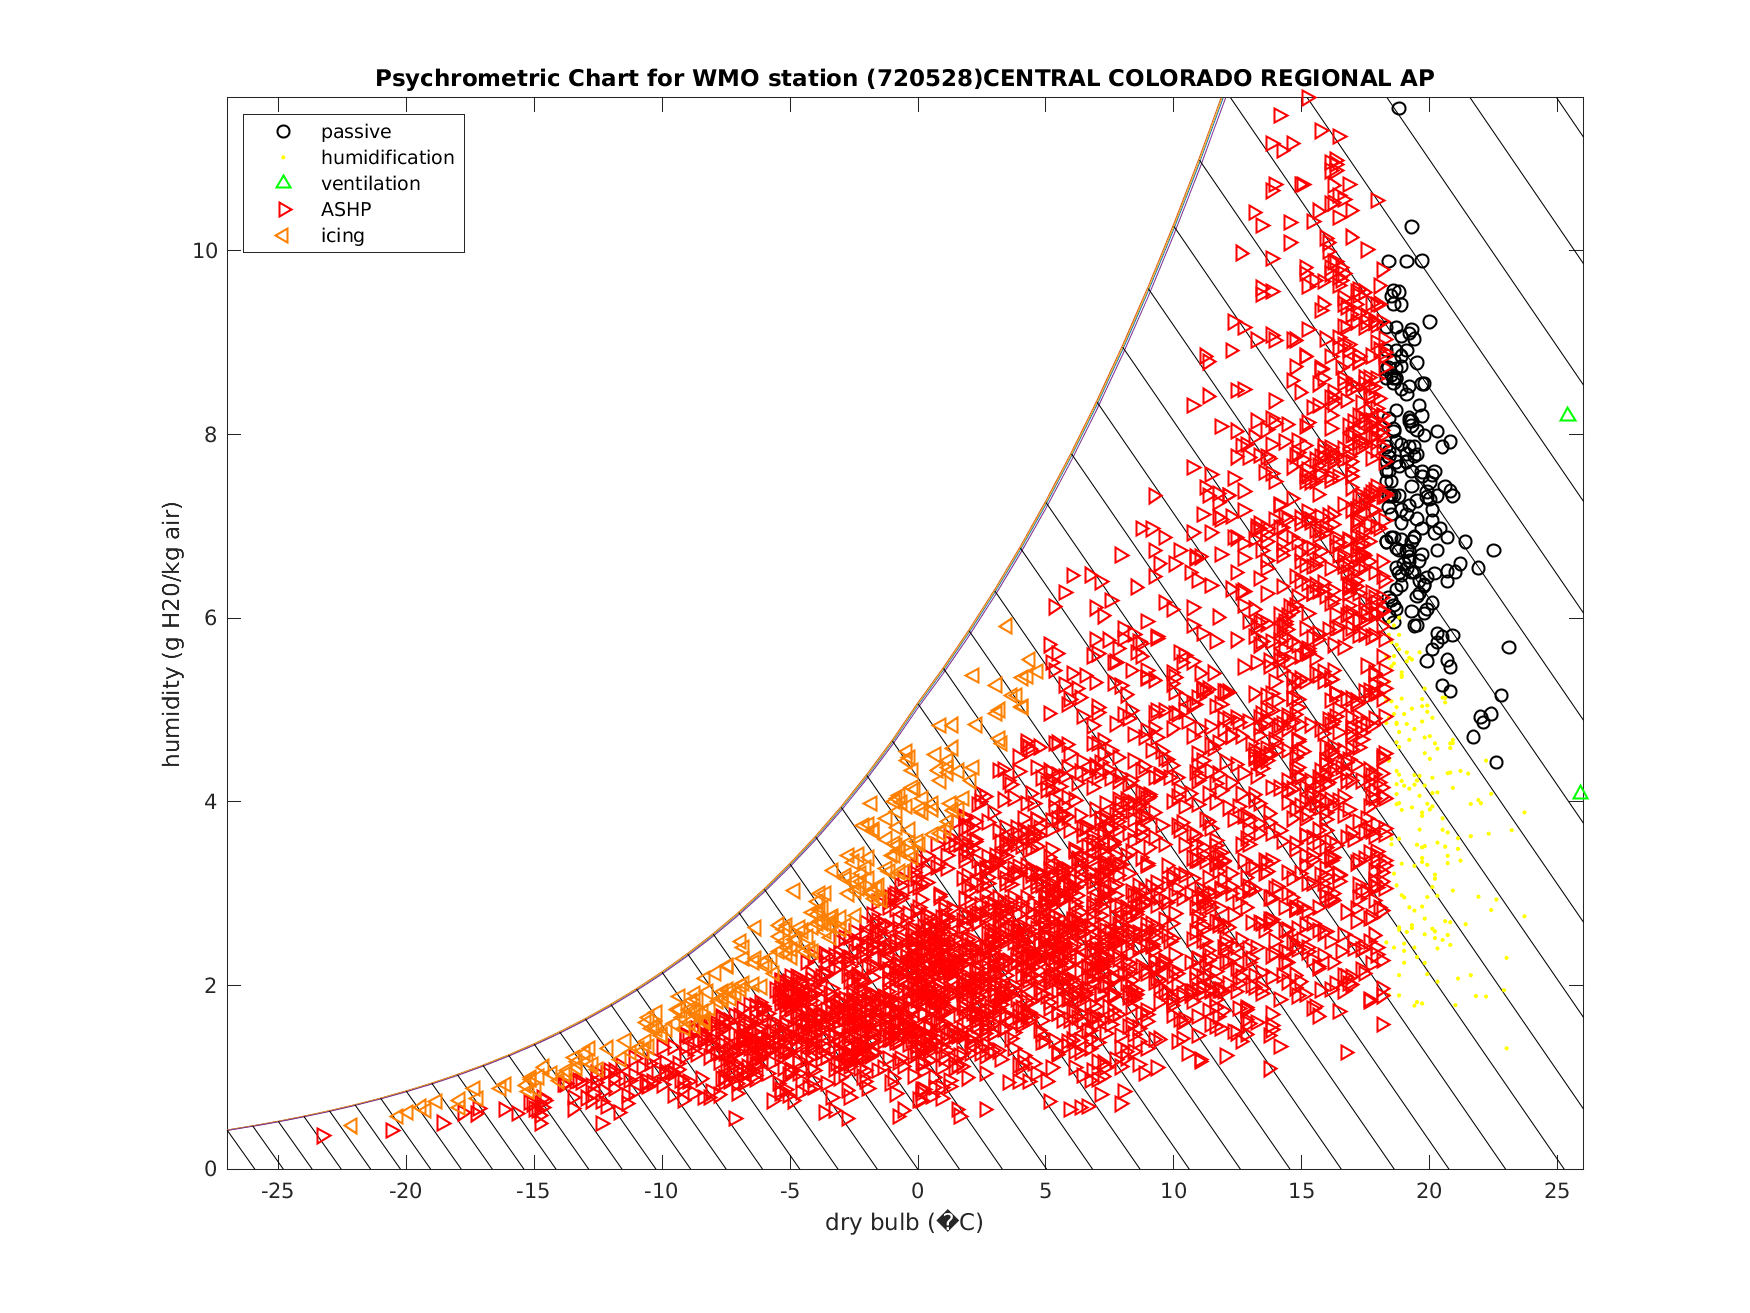 Psychrometric Chart for WMO station (720528)CENTRAL COLORADO REGIONAL AP
passive
humidification
ventilation
ASHP
icing
humidity (g H20/kg air)
10
8
6
4
2
0
-25 -20 -15 -10 -5 0 5 10 15 20 25
dry bulb (�C)